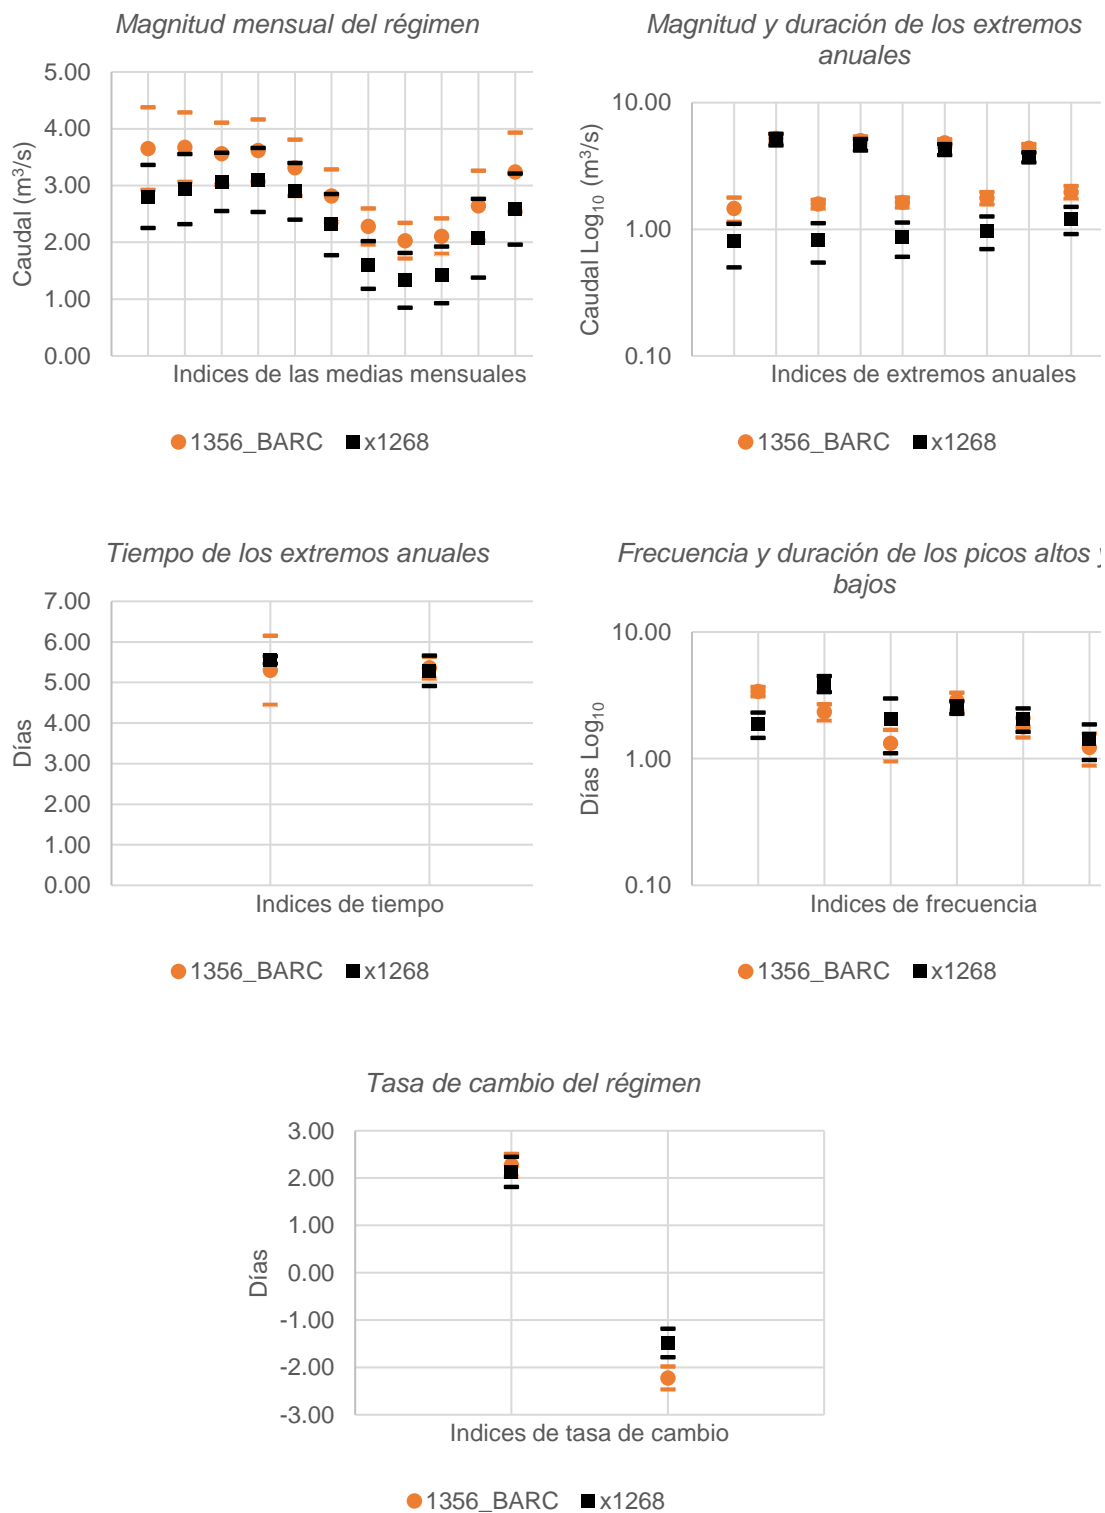 Magnitud mensual del régimen
5.00
4.00
3.00
2.00
1.00
0.00
Caudal (m³/s)
Indices de las medias mensuales
1356_BARC x1268
Magnitud y duración de los extremos
anuales
10.00
1.00
0.10
Caudal Log₁₀ (m³/s)
Indices de extremos anuales
1356_BARC x1268
Tiempo de los extremos anuales
7.00
6.00
5.00
4.00
3.00
2.00
1.00
0.00
Días
Indices de tiempo
1356_BARC x1268
Frecuencia y duración de los picos altos y
bajos
10.00
1.00
0.10
Días Log₁₀
Indices de frecuencia
1356_BARC x1268
Tasa de cambio del régimen
3.00
2.00
1.00
0.00
-1.00
-2.00
-3.00
Días
Indices de tasa de cambio
1356_BARC x1268